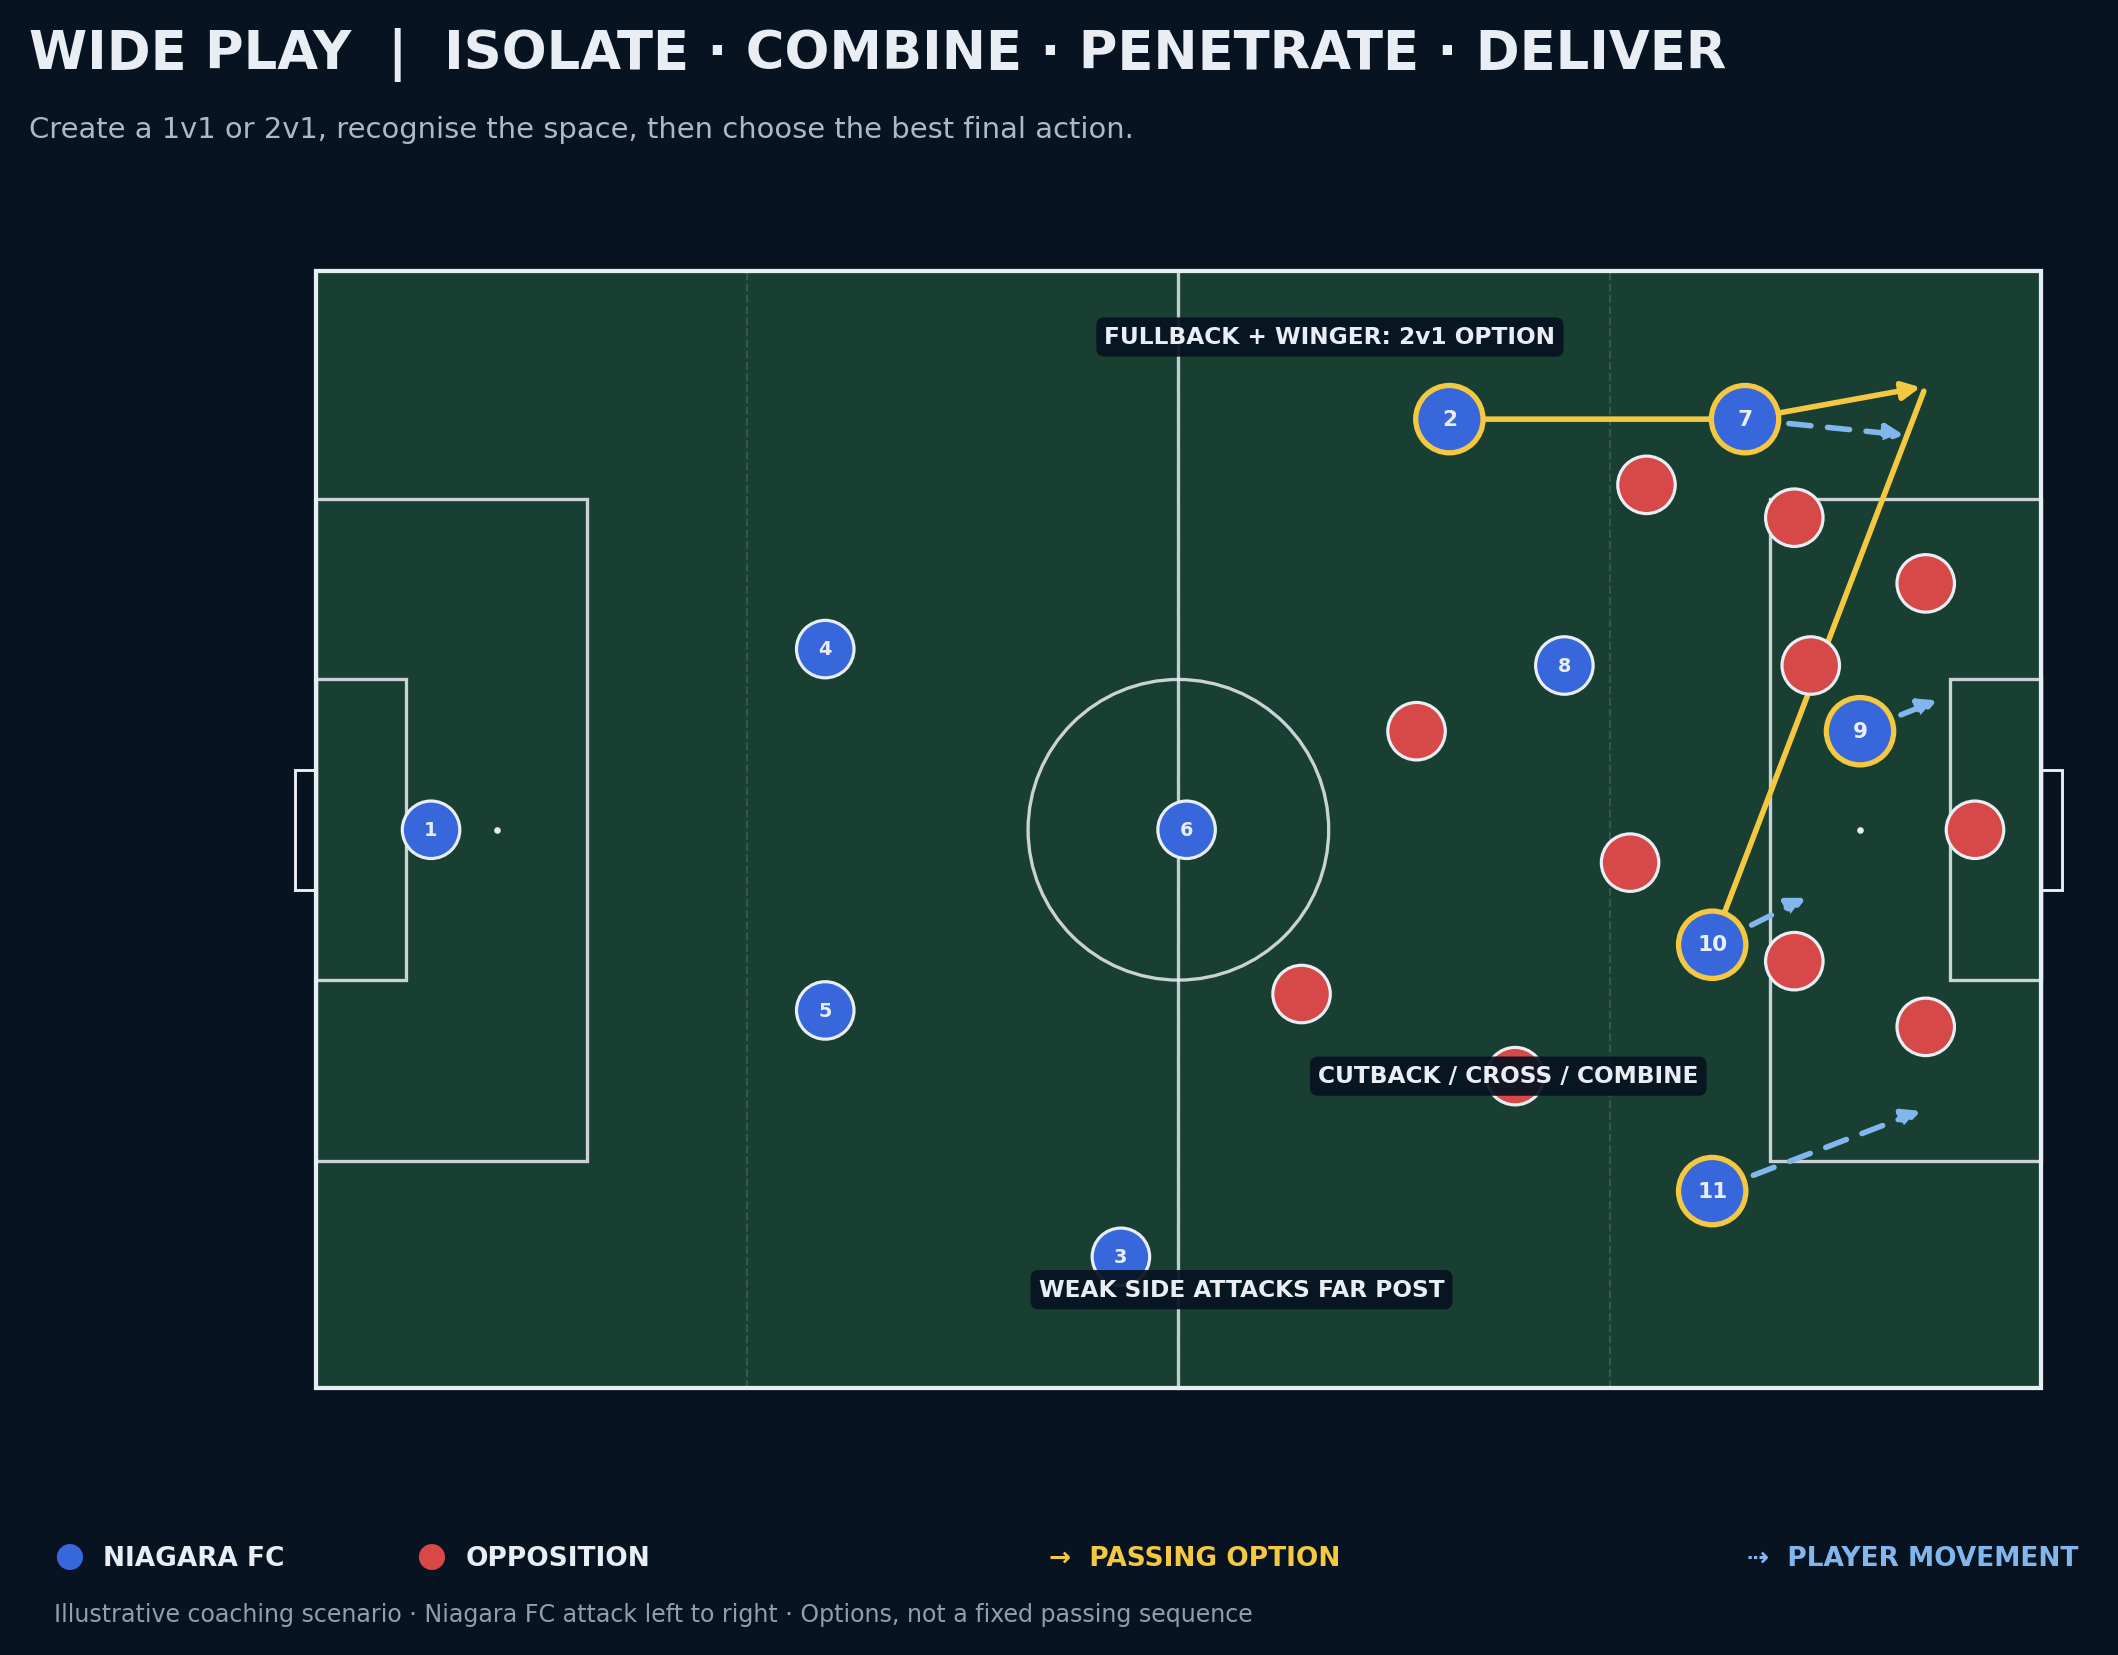 WIDE PLAY | ISOLATE · COMBINE · PENETRATE · DELIVER
Create a 1v1 or 2v1, recognise the space, then choose the best final action.
FULLBACK + WINGER: 2v1 OPTION
2
7
4
8
9
1
6
10
5
CUTBACK / CROSS / COMBINE
11
3
WEAK SIDE ATTACKS FAR POST
NIAGARA FC
OPPOSITION
→ PASSING OPTION
⇢ PLAYER MOVEMENT
Illustrative coaching scenario · Niagara FC attack left to right · Options, not a fixed passing sequence